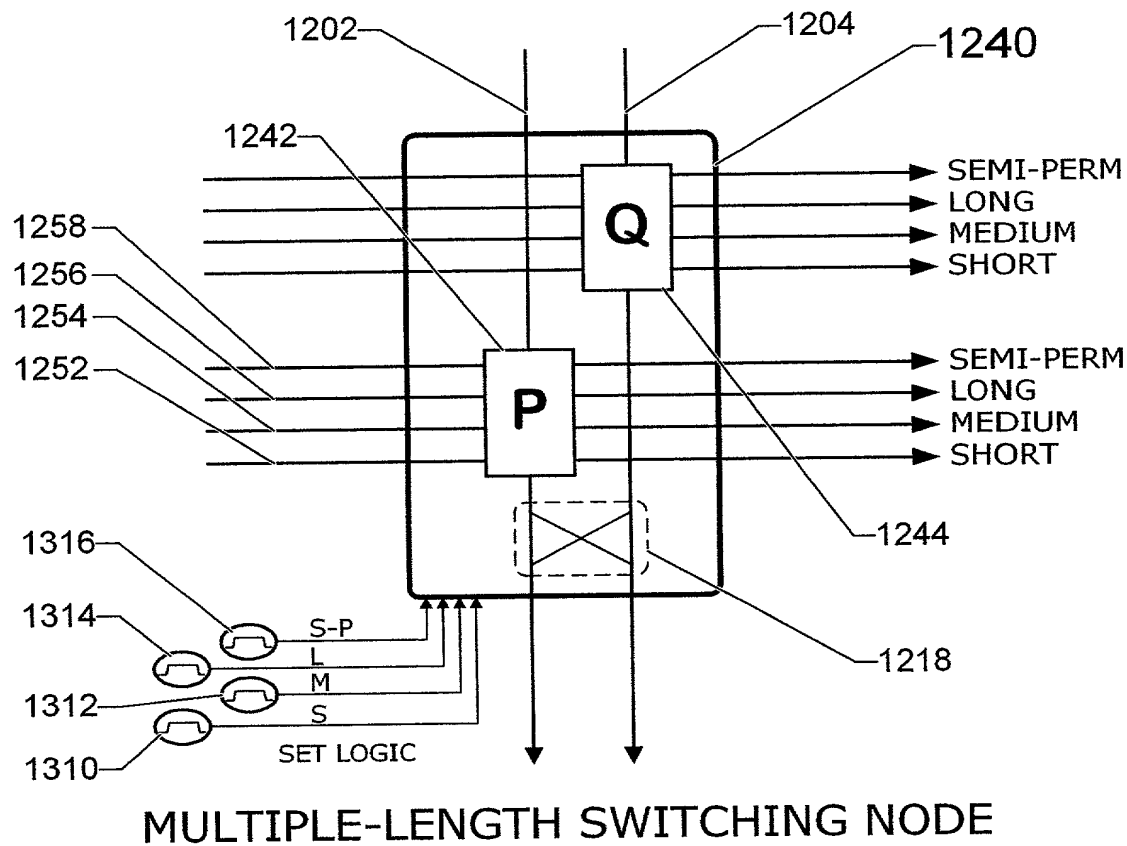 1202
1204
1240
1242
SEMI-PERM
LONG
Q
MEDIUM
1258
SHORT
1256
1254
1252
SEMI-PERM
LONG
P
MEDIUM
SHORT
1316
1244
1314
S-P
L
1218
1312
M
S
1310
SET LOGIC
MULTIPLE-LENGTH SWITCHING NODE